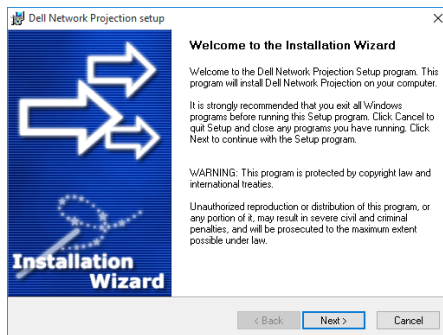 Dell Network Projection setup
Welcome to the Installation Wizard
Welcome to the Dell Network Projection Setup program. This
program will install Dell Network Projection on your computer.
It is strongly recommended that you exit all Windows
programs before running this Setup program. Click Cancel to
quit Setup and close any programs you have running. Click
Next to continue with the Setup program.
WARNING: This program is protected by copyright law and
international treaties.
Unauthorized reproduction or distribution of this program, or
any portion of it, may result in severe civil and criminal
penalties, and will be prosecuted to the maximum extent
possible under law.
Installation
Wizard
< Back
Next >
Cancel